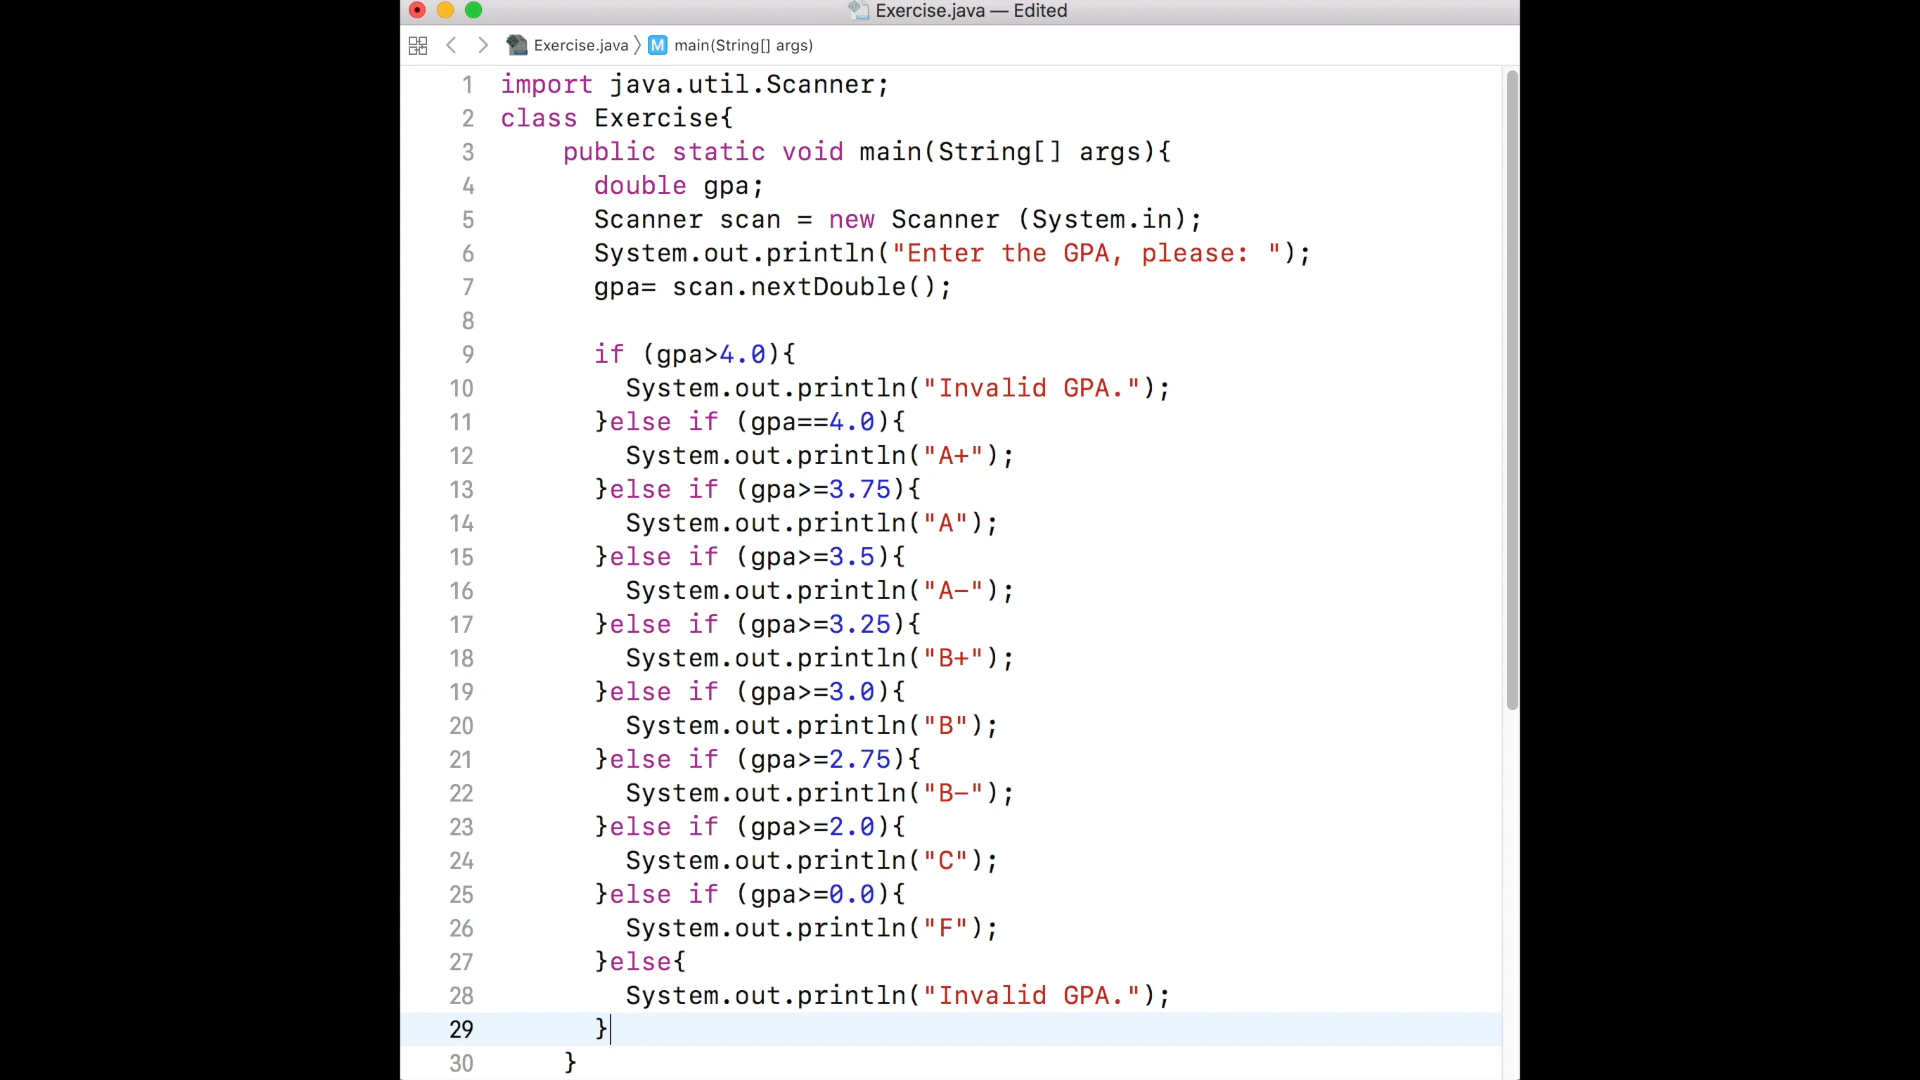 Exercise.java — Edited
Exercise.java 〉 M main(String[] args)
1 import java.util.Scanner;
2 class Exercise{
3     public static void main(String[] args){
4       double gpa;
5       Scanner scan = new Scanner (System.in);
6       System.out.println("Enter the GPA, please: ");
7       gpa= scan.nextDouble();
8
9       if (gpa>4.0){
10         System.out.println("Invalid GPA.");
11       }else if (gpa==4.0){
12         System.out.println("A+");
13       }else if (gpa>=3.75){
14         System.out.println("A");
15       }else if (gpa>=3.5){
16         System.out.println("A-");
17       }else if (gpa>=3.25){
18         System.out.println("B+");
19       }else if (gpa>=3.0){
20         System.out.println("B");
21       }else if (gpa>=2.75){
22         System.out.println("B-");
23       }else if (gpa>=2.0){
24         System.out.println("C");
25       }else if (gpa>=0.0){
26         System.out.println("F");
27       }else{
28         System.out.println("Invalid GPA.");
29       }
30     }